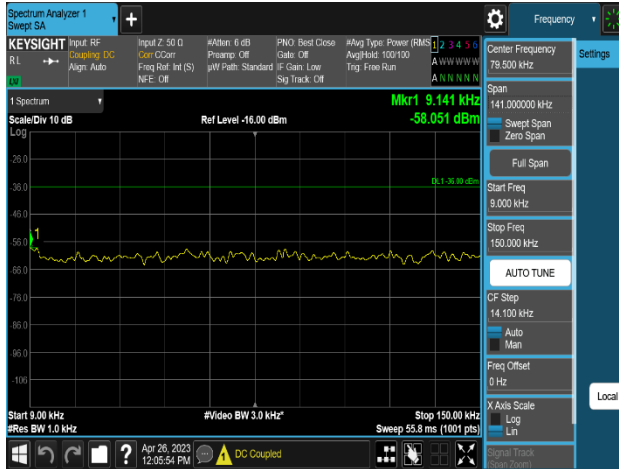 Spectrum Analyzer 1
Swept SA
+
Frequency
KEYSIGHT
RL
Input: RF
Coupling: DC
Align: Auto
Input Z: 50 Ω
Corr CCorr
Freq Ref: Int (S)
NFE: Off
#Atten: 6 dB
Preamp: Off
µW Path: Standard
PNO: Best Close
Gate: Off
IF Gain: Low
Sig Track: Off
#Avg Type: Power (RMS
Avg|Hold: 100/100
Trig: Free Run
1 2 3 4 5 6
A W W W W W
A N N N N N
Settings
Center Frequency
79.500 kHz
Span
141.000000 kHz
Swept Span
Zero Span
Full Span
Start Freq
9.000 kHz
Stop Freq
150.000 kHz
AUTO TUNE
CF Step
14.100 kHz
Auto
Man
Freq Offset
0 Hz
X Axis Scale
Log
Lin
Signal Track
(Span Zoom)
Local
1 Spectrum
Scale/Div 10 dB
Log
Ref Level -16.00 dBm
Mkr1 9.141 kHz
-58.051 dBm
DL1 -36.00 dBm
-26.0
-36.0
-46.0
-56.0
-66.0
-76.0
-86.0
-96.0
-106
1
Start 9.00 kHz
#Res BW 1.0 kHz
#Video BW 3.0 kHz*
Stop 150.00 kHz
Sweep 55.8 ms (1001 pts)
?
Apr 26, 2023
12:05:54 PM
DC Coupled